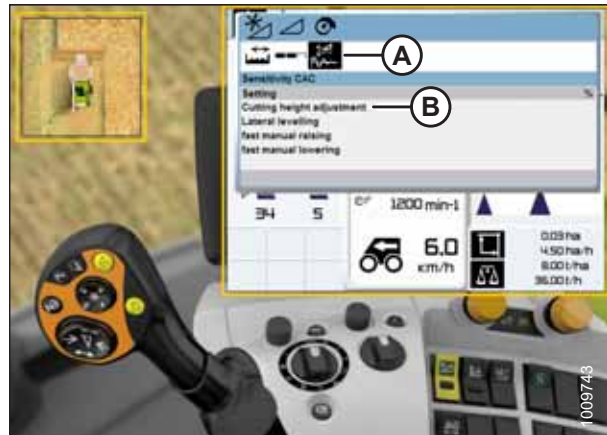 A
Sensitivity CAC
Setting %
Cutting height adjustment
B
Lateral levelling
fast manual raising
fast manual lowering
34 5
1200 min-1
6.0
км/h
0.03 ha
4.50 ha/h
8.00 t/ha
36.00 t/h
1009743